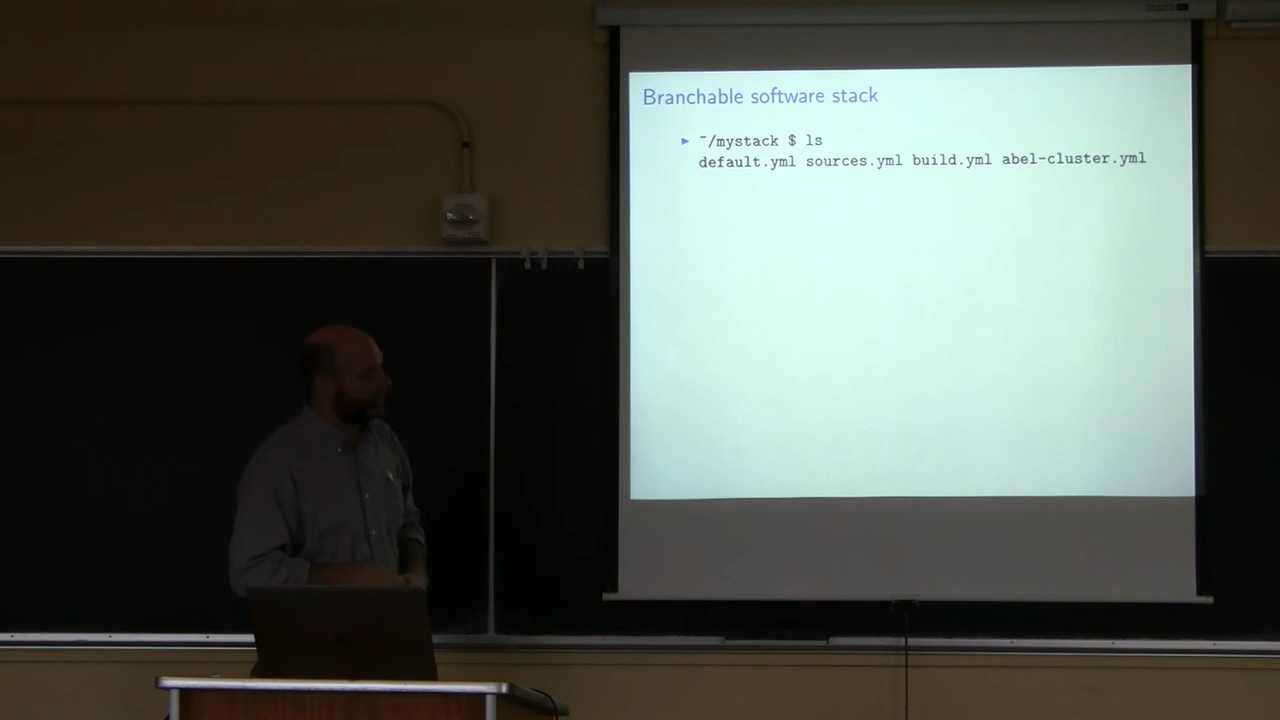 Branchable software stack
~/mystack $ ls
default.yml sources.yml build.yml abel-cluster.yml